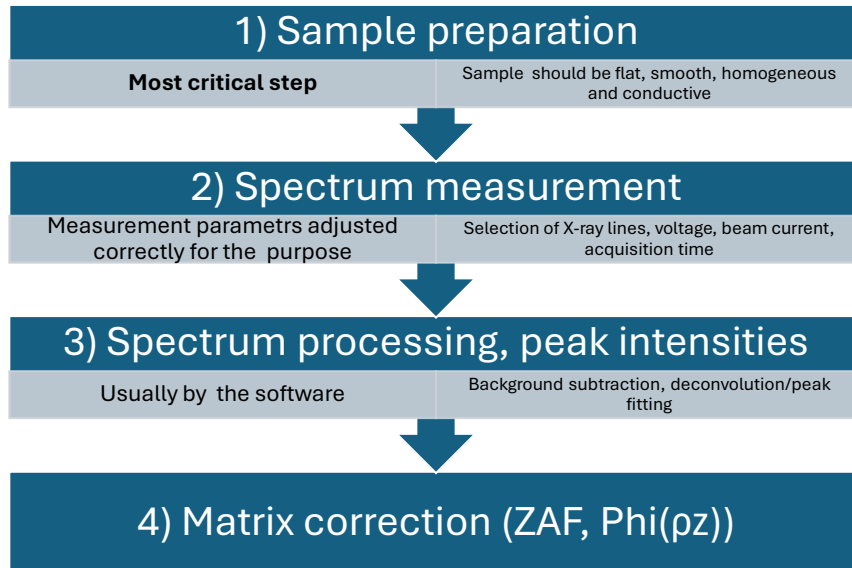 1) Sample preparation
Most critical step
Sample should be flat, smooth, homogeneous
and conductive
2) Spectrum measurement
Measurement parametrs adjusted
correctly for the purpose
Selection of X-ray lines, voltage, beam current,
acquisition time
3) Spectrum processing, peak intensities
Usually by the software
Background subtraction, deconvolution/peak
fitting
4) Matrix correction (ZAF, Phi(ρz))